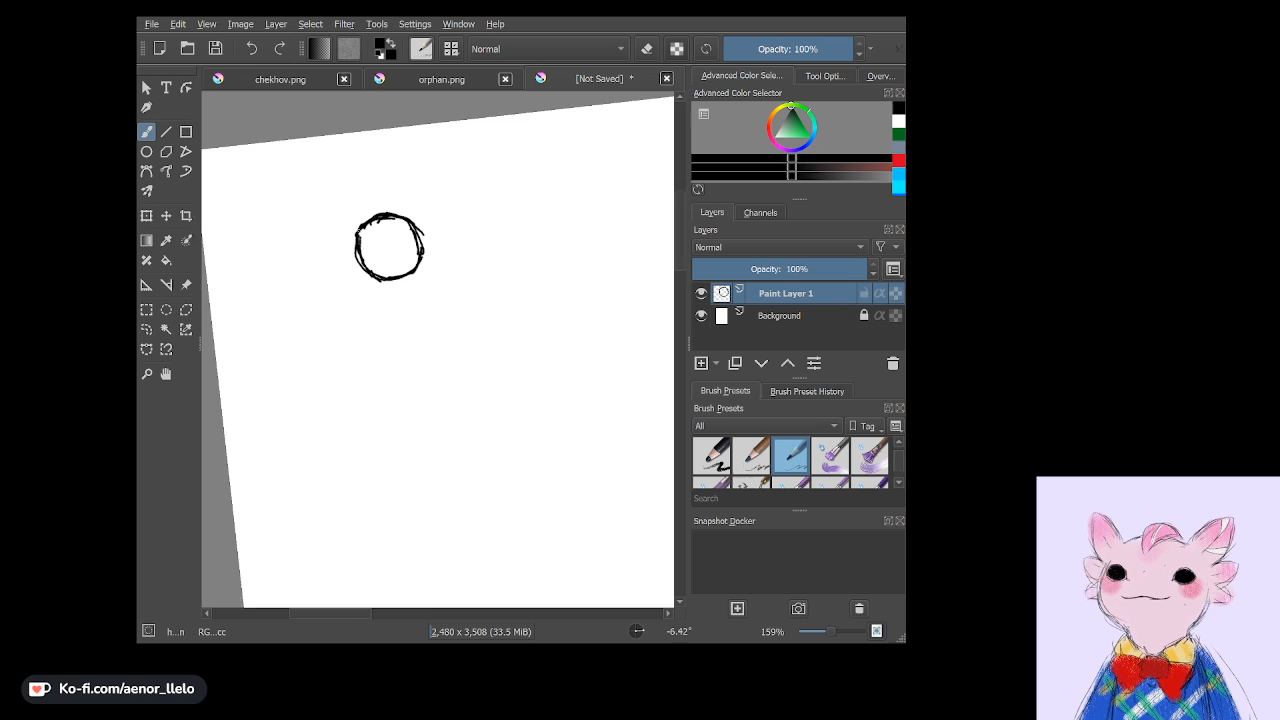 File Edit View Image Layer Select Filter Tools Settings Window Help
Normal
Opacity: 100%
chekhov.png
orphan.png
[Not Saved] *
Advanced Color Sele...
Tool Opti...
Overv...
Advanced Color Selector
Layers
Channels
Layers
Normal
Opacity: 100%
Paint Layer 1
Background
Brush Presets
Brush Preset History
Brush Presets
All
Tag
Search
Snapshot Docker
h...n
RG...cc
2,480 x 3,508 (33.5 MiB)
-6.42°
159%
Ko-fi.com/aenor_llelo